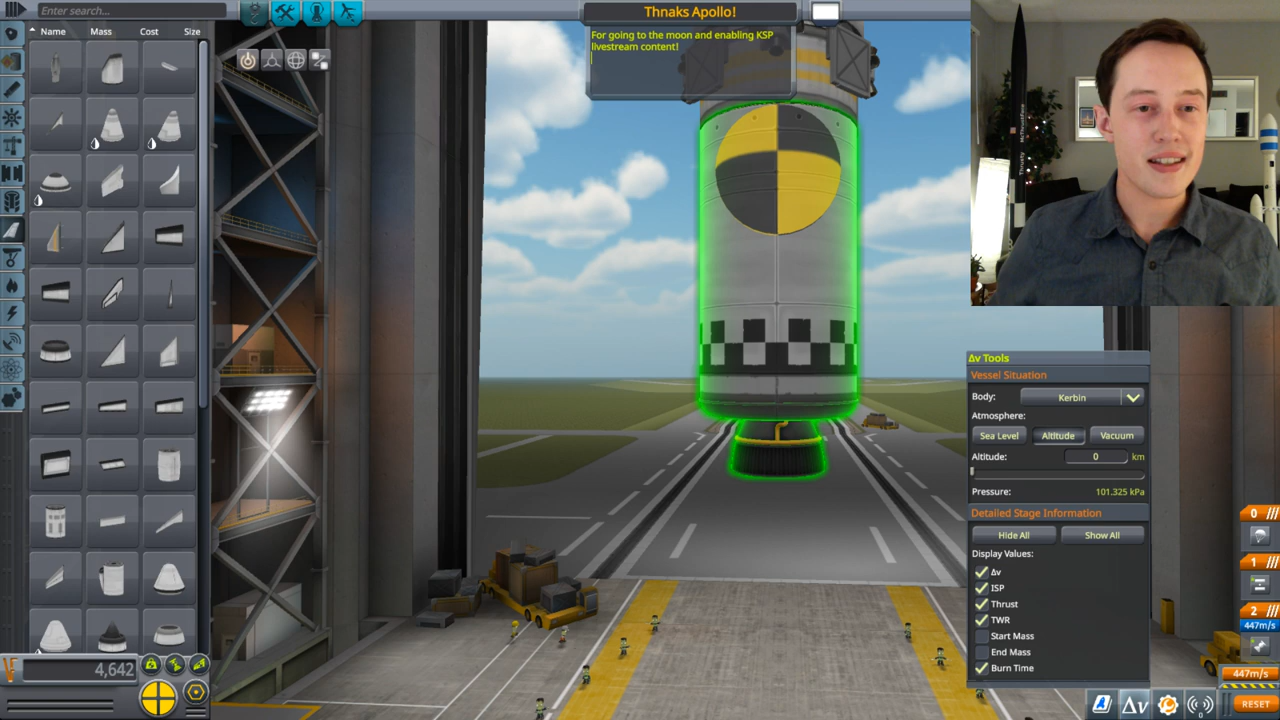 Enter search...
Thnaks Apollo!
Name Mass Cost Size
For going to the moon and enabling KSP
livestream content!
Δv Tools
Vessel Situation
Body: Kerbin
Atmosphere:
Sea Level Altitude Vacuum
Altitude: 0 km
Pressure: 101.325 kPa
Detailed Stage Information
Hide All Show All
Display Values:
Δv
ISP
Thrust
TWR
Start Mass
End Mass
Burn Time
0
1
2
447m/s
4,642
447m/s
Δv
0
RESET